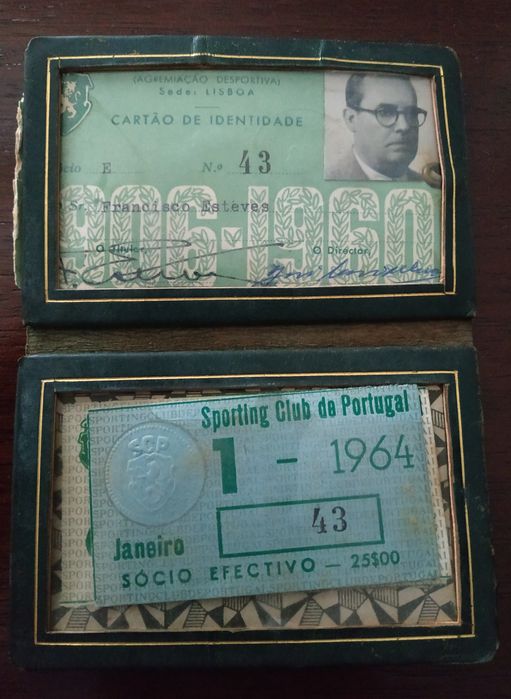 (AGREMIAÇÃO DESPORTIVA)
Sede: LISBOA
CARTÃO DE IDENTIDADE
E N.º 43
Sr. Francisco Esteves
906-1960
O Titular, O Director,
Sporting Club de Portugal
SCP
1 - 1964
43
Janeiro
SÓCIO EFECTIVO — 25$00